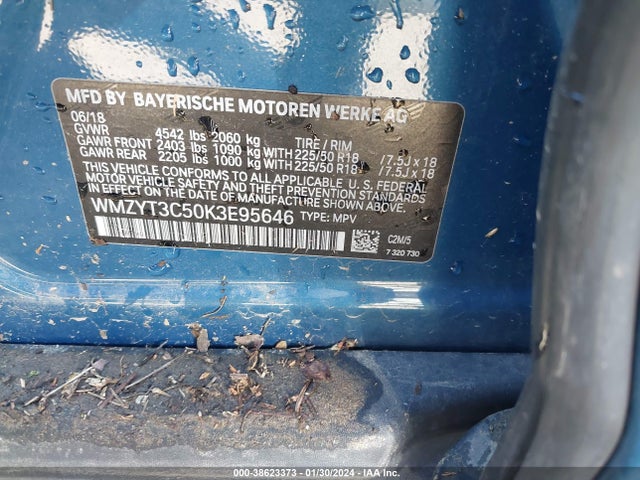 MFD BY BAYERISCHE MOTOREN WERKE AG
06/18
GVWR 4542 lbs 2060 kg TIRE / RIM
GAWR FRONT 2403 lbs 1090 kg WITH 225/50 R18 / 7.5J x 18
GAWR REAR 2205 lbs 1000 kg WITH 225/50 R18 / 7.5J x 18
THIS VEHICLE CONFORMS TO ALL APPLICABLE U. S. FEDERAL
MOTOR VEHICLE SAFETY AND THEFT PREVENTION STANDARDS
IN EFFECT ON THE DATE OF MANUFACTURE SHOWN ABOVE.
WMZYT3C50K3E95646 TYPE: MPV
C2M/5
7 320 730
000-38623373 / 01/30/2024 / IAA Inc.